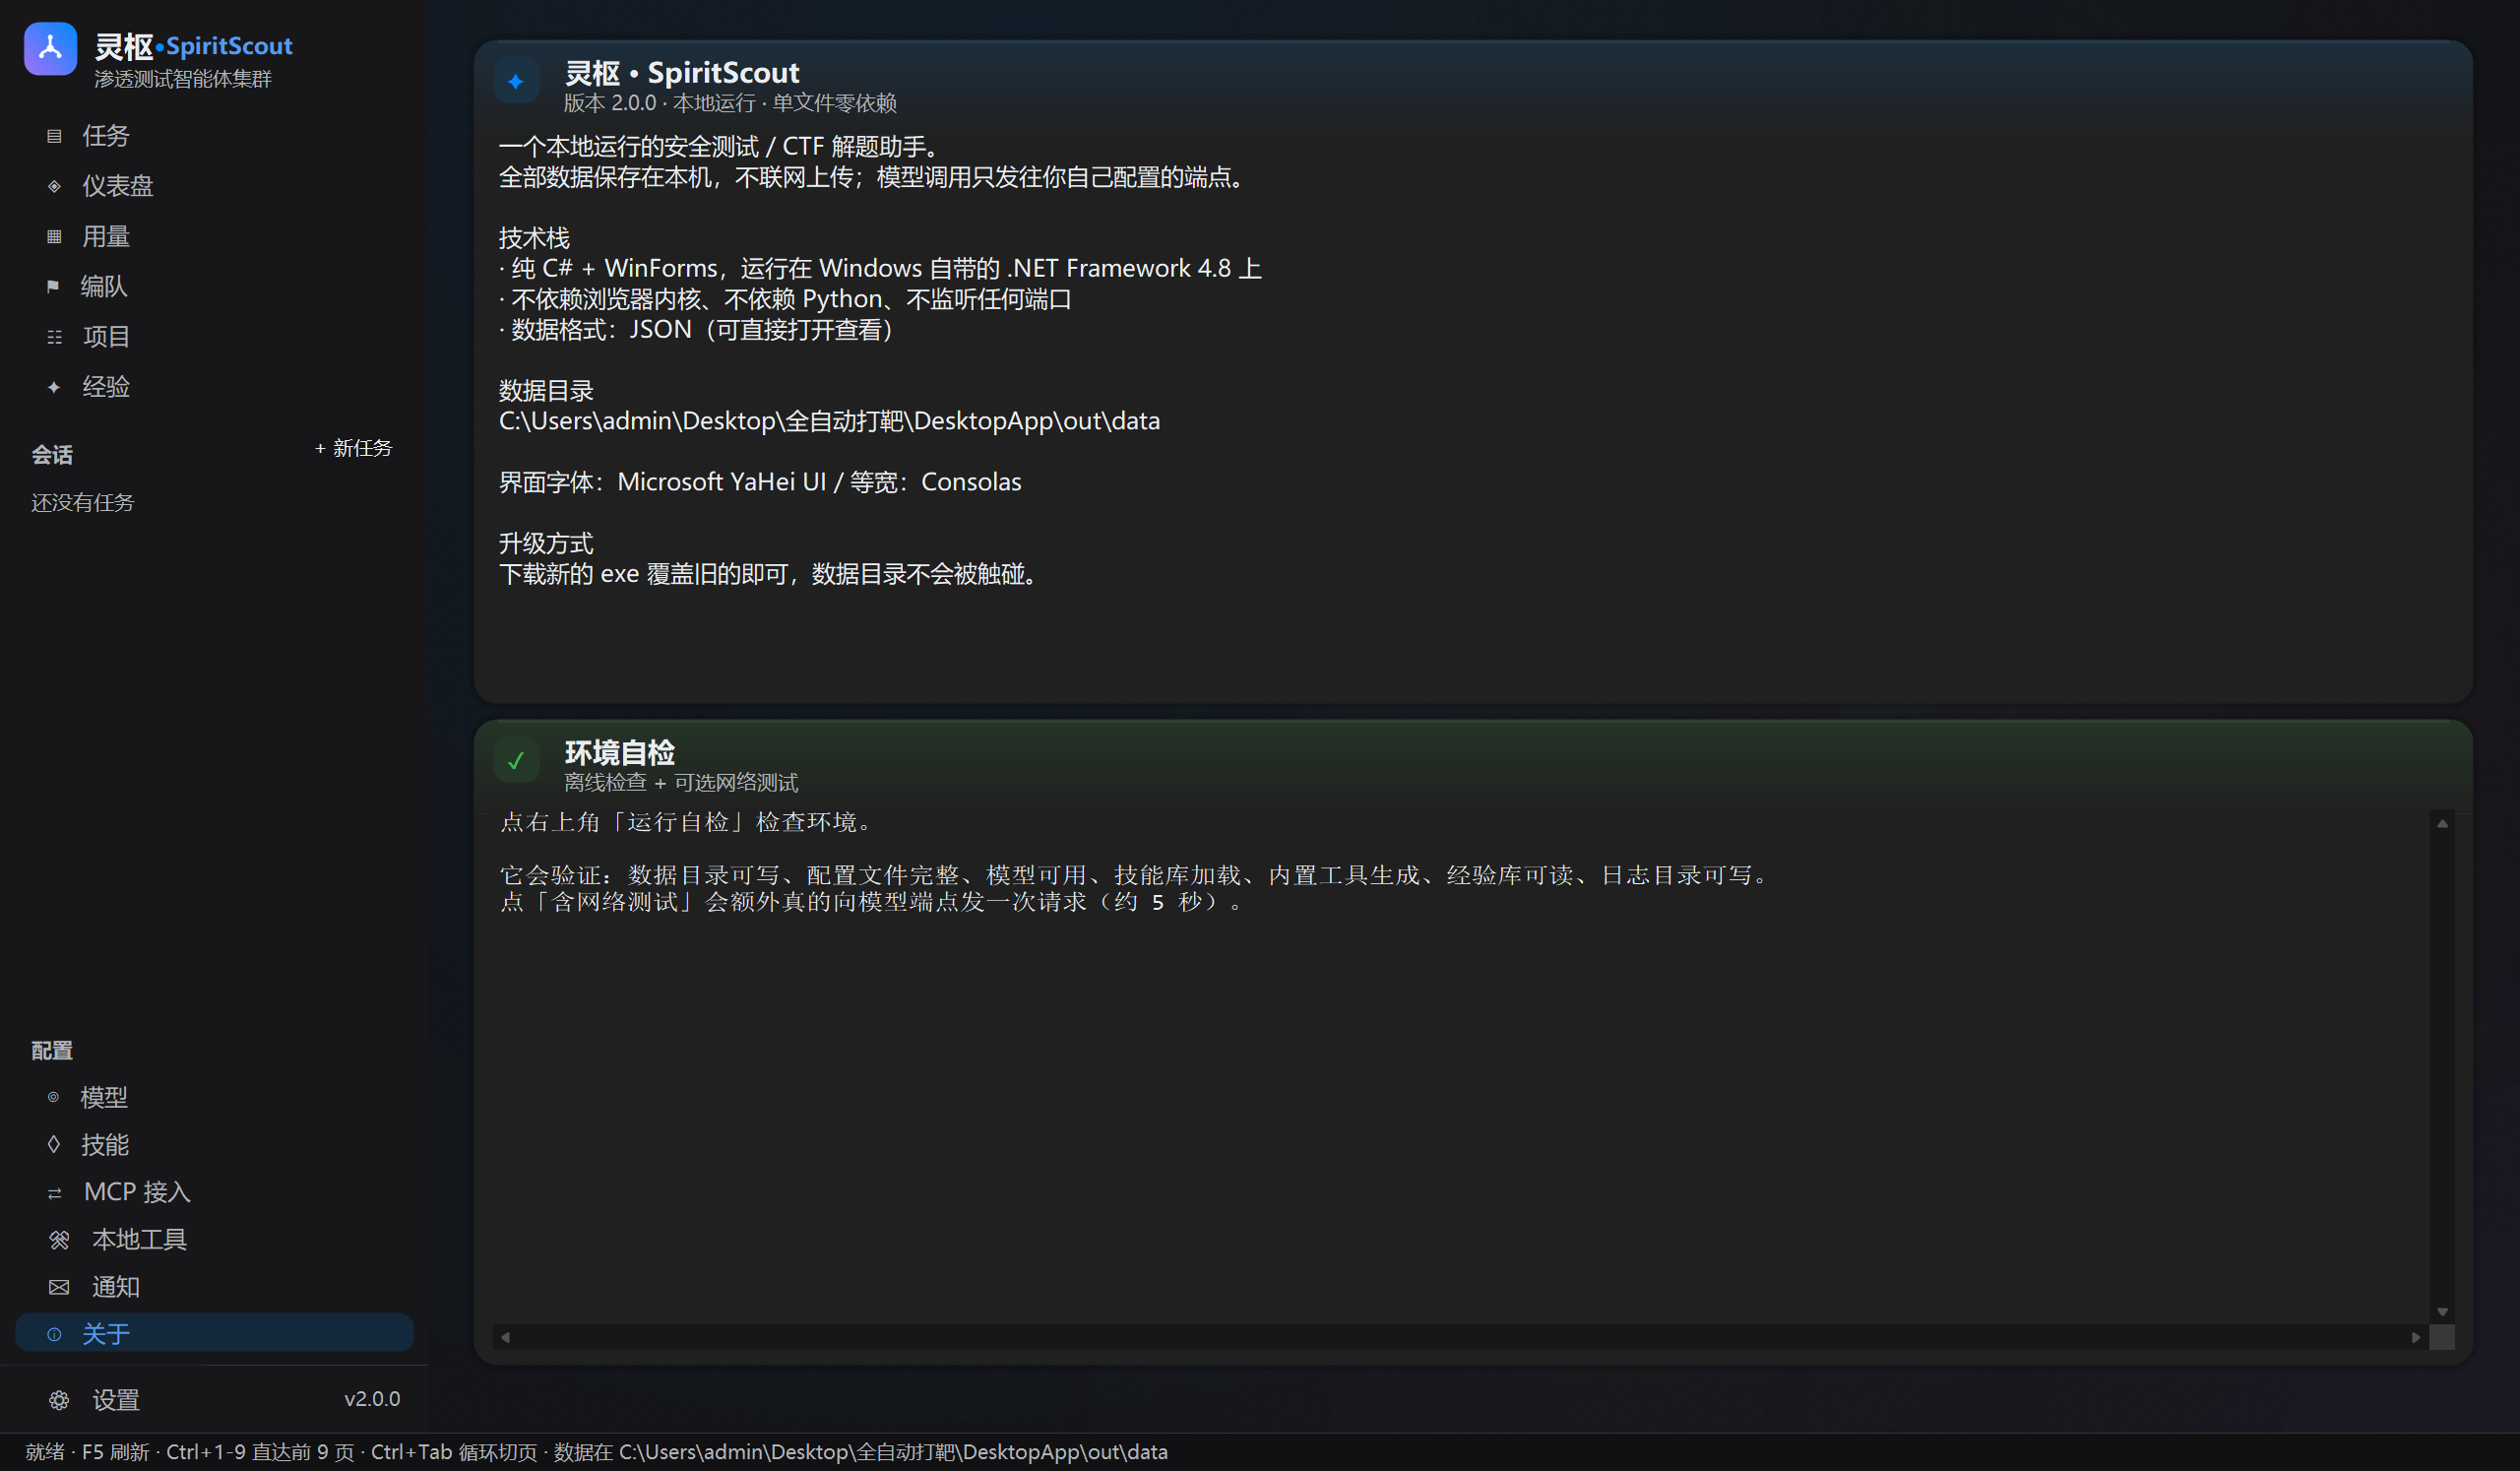 灵枢•SpiritScout
渗透测试智能体集群
任务
仪表盘
用量
编队
项目
经验
会话
+ 新任务
还没有任务
配置
模型
技能
MCP 接入
本地工具
通知
关于
设置
v2.0.0
灵枢 • SpiritScout
版本 2.0.0 · 本地运行 · 单文件零依赖
一个本地运行的安全测试 / CTF 解题助手。
全部数据保存在本机，不联网上传；模型调用只发往你自己配置的端点。
技术栈
· 纯 C# + WinForms，运行在 Windows 自带的 .NET Framework 4.8 上
· 不依赖浏览器内核、不依赖 Python、不监听任何端口
· 数据格式：JSON（可直接打开查看）
数据目录
C:\Users\admin\Desktop\全自动打靶\DesktopApp\out\data
界面字体：Microsoft YaHei UI / 等宽：Consolas
升级方式
下载新的 exe 覆盖旧的即可，数据目录不会被触碰。
环境自检
离线检查 + 可选网络测试
点右上角「运行自检」检查环境。
它会验证：数据目录可写、配置文件完整、模型可用、技能库加载、内置工具生成、经验库可读、日志目录可写。
点「含网络测试」会额外真的向模型端点发一次请求（约 5 秒）。
就绪 · F5 刷新 · Ctrl+1-9 直达前 9 页 · Ctrl+Tab 循环切页 · 数据在 C:\Users\admin\Desktop\全自动打靶\DesktopApp\out\data